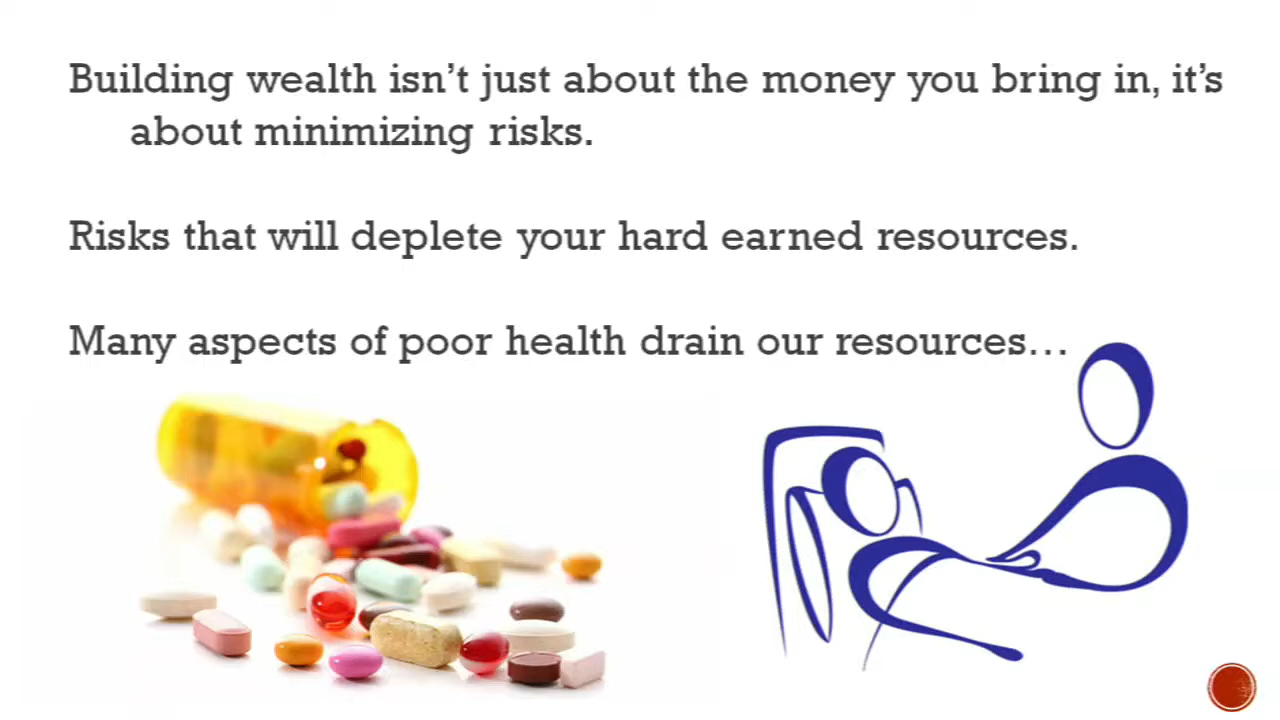 Building wealth isn’t just about the money you bring in, it’s
about minimizing risks.
Risks that will deplete your hard earned resources.
Many aspects of poor health drain our resources…